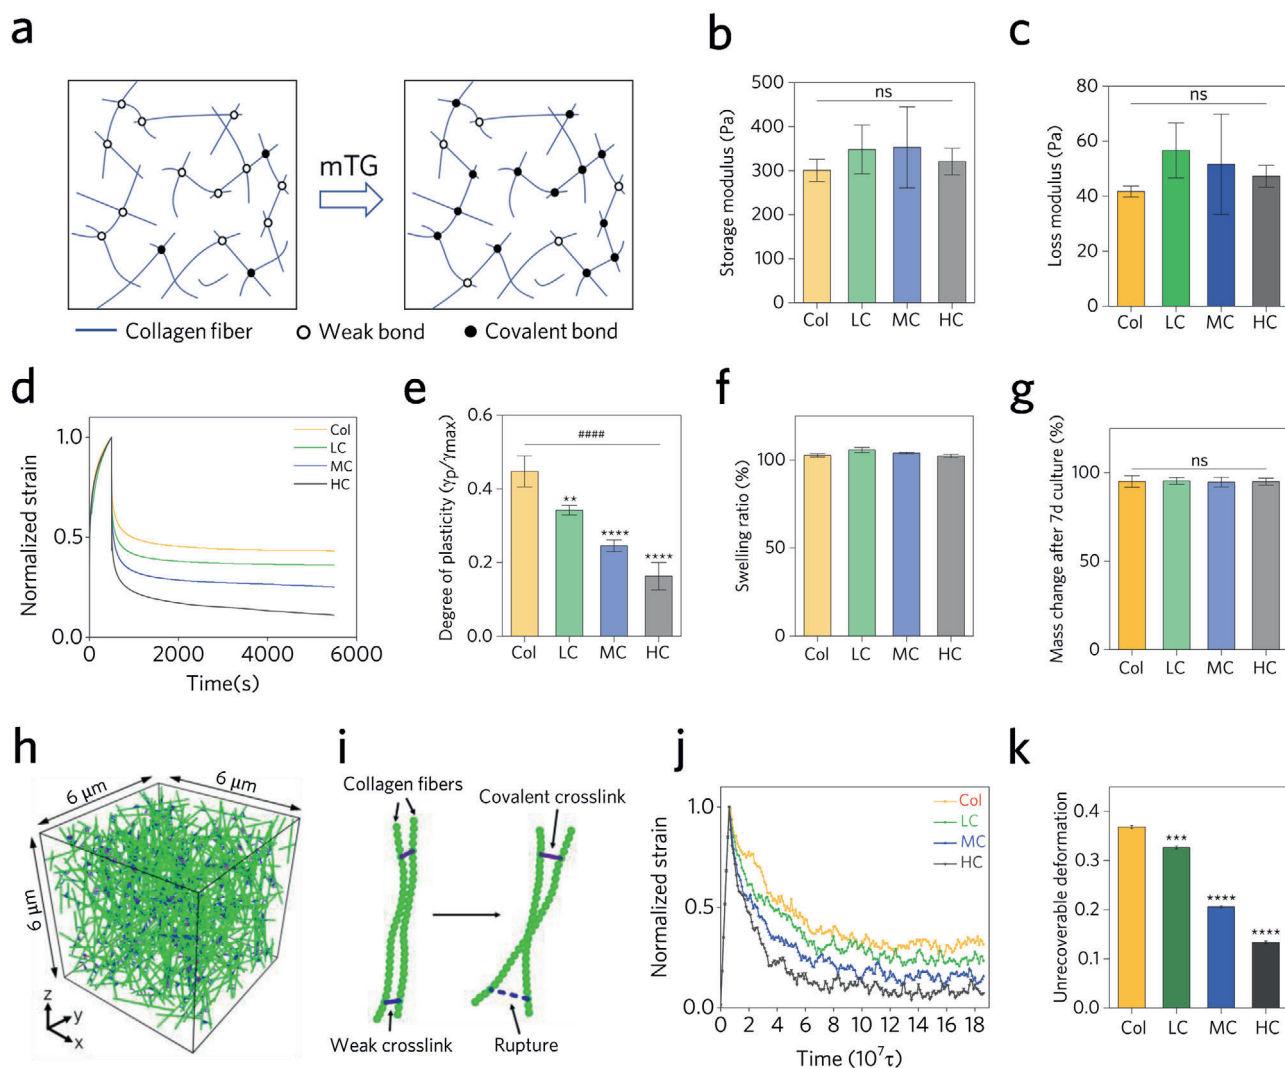 a
mTG
Collagen fiber
Weak bond
Covalent bond
b
Storage modulus (Pa)
500
400
300
200
100
0
ns
Col LC MC HC
c
Loss modulus (Pa)
80
60
40
20
0
ns
Col LC MC HC
d
Normalized strain
1.0
0.5
0.0
Col
LC
MC
HC
0 2000 4000 6000
Time(s)
e
Degree of plasticity (γp/γmax)
0.6
0.4
0.2
0.0
####
**
****
****
Col LC MC HC
f
Swelling ratio (%)
100
50
0
Col LC MC HC
g
Mass change after 7d culture (%)
100
50
0
ns
Col LC MC HC
h
6 μm
6 μm
6 μm
z
y
x
i
Collagen fibers
Covalent crosslink
Weak crosslink
Rupture
j
Normalized strain
1.0
0.5
0.0
Col
LC
MC
HC
0 2 4 6 8 10 12 14 16 18
Time (10⁷τ)
k
Unrecoverable deformation
0.4
0.3
0.2
0.1
0.0
***
****
****
Col LC MC HC